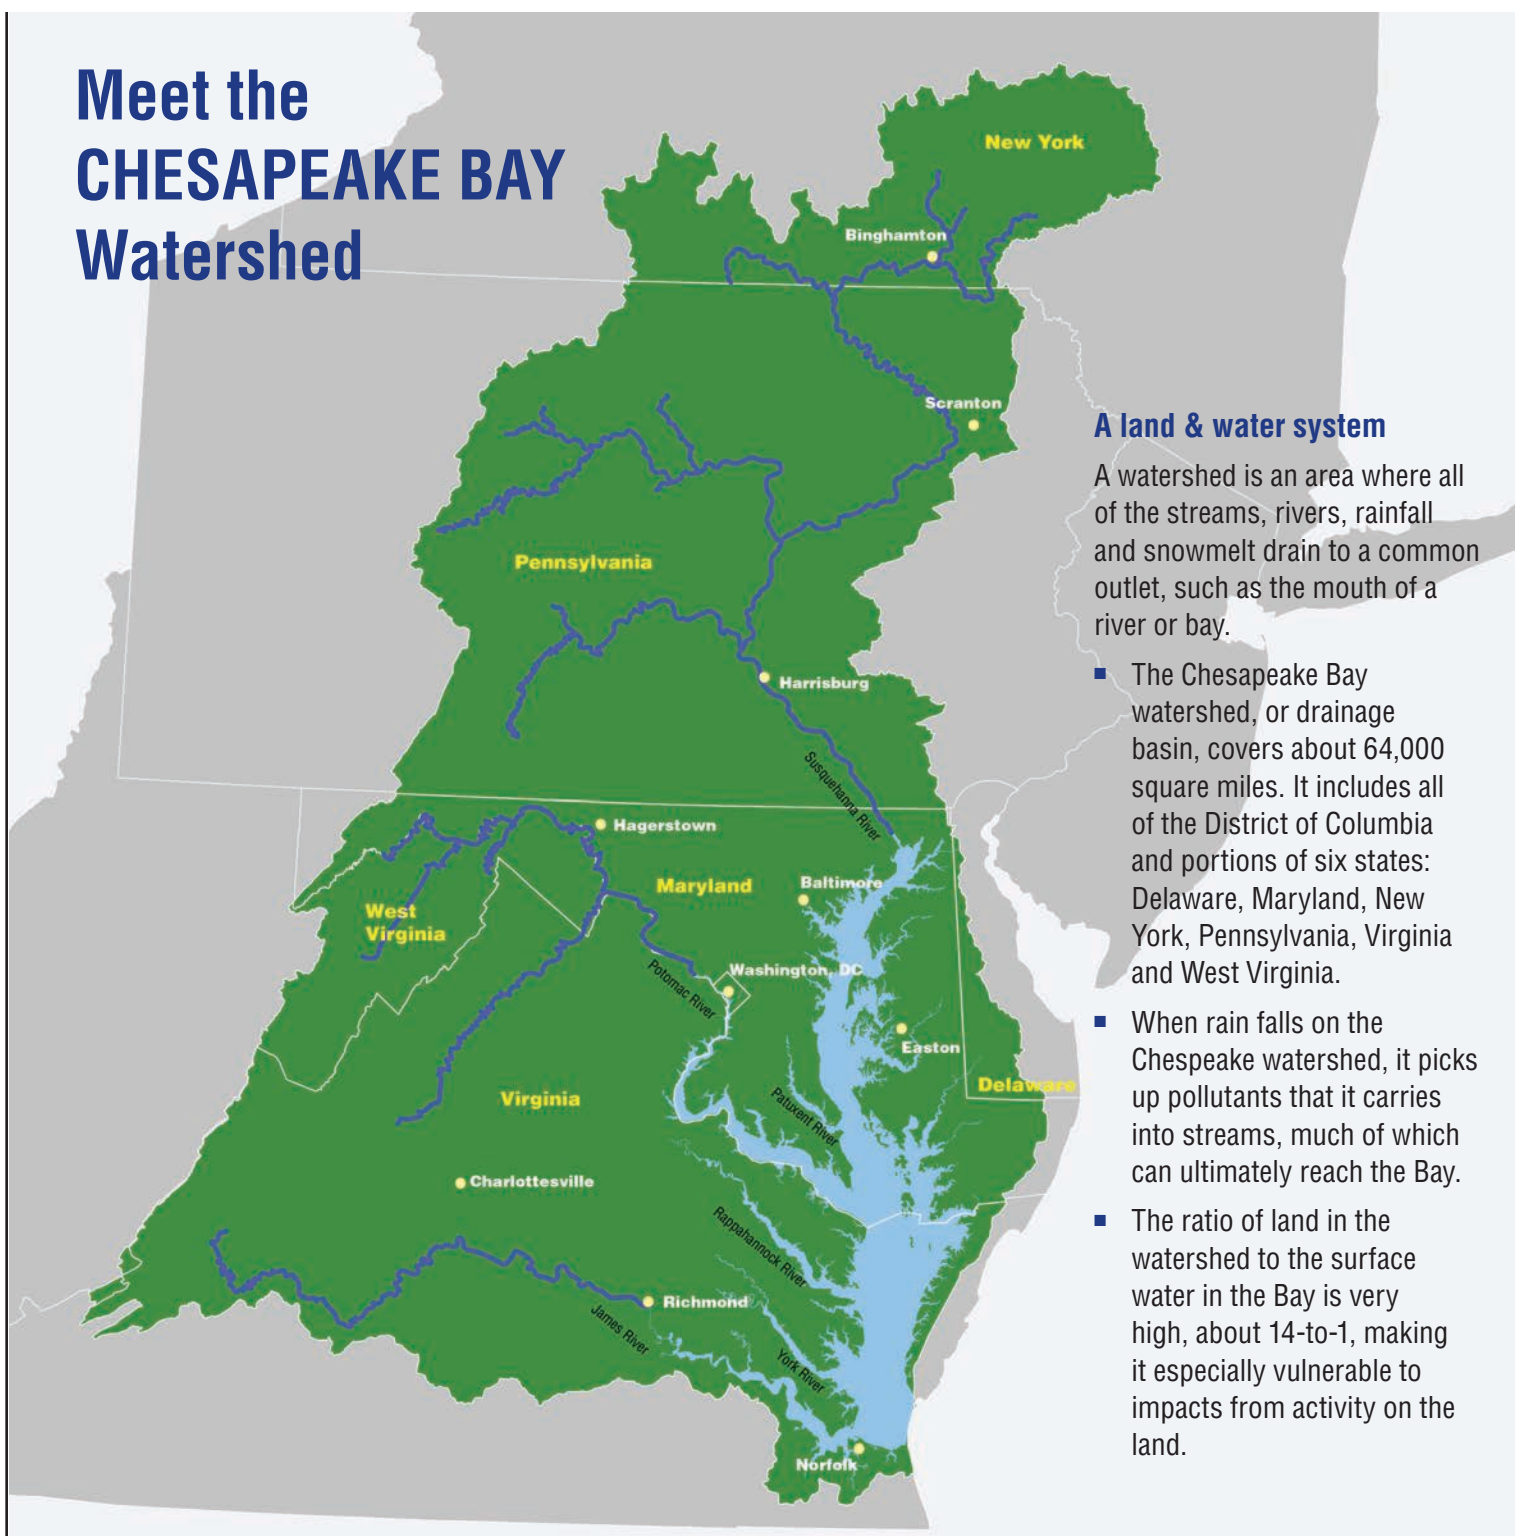 Meet the
CHESAPEAKE BAY
Watershed
New York
Binghamton
Scranton
Pennsylvania
Harrisburg
Susquehanna River
Hagerstown
Maryland
Baltimore
West
Virginia
Washington, DC
Potomac River
Easton
Delaware
Patuxent River
Virginia
Charlottesville
Rappahannock River
Richmond
James River
York River
Norfolk
A land & water system
A watershed is an area where all
of the streams, rivers, rainfall
and snowmelt drain to a common
outlet, such as the mouth of a
river or bay.
■ The Chesapeake Bay
watershed, or drainage
basin, covers about 64,000
square miles. It includes all
of the District of Columbia
and portions of six states:
Delaware, Maryland, New
York, Pennsylvania, Virginia
and West Virginia.
■ When rain falls on the
Chespeake watershed, it picks
up pollutants that it carries
into streams, much of which
can ultimately reach the Bay.
■ The ratio of land in the
watershed to the surface
water in the Bay is very
high, about 14-to-1, making
it especially vulnerable to
impacts from activity on the
land.